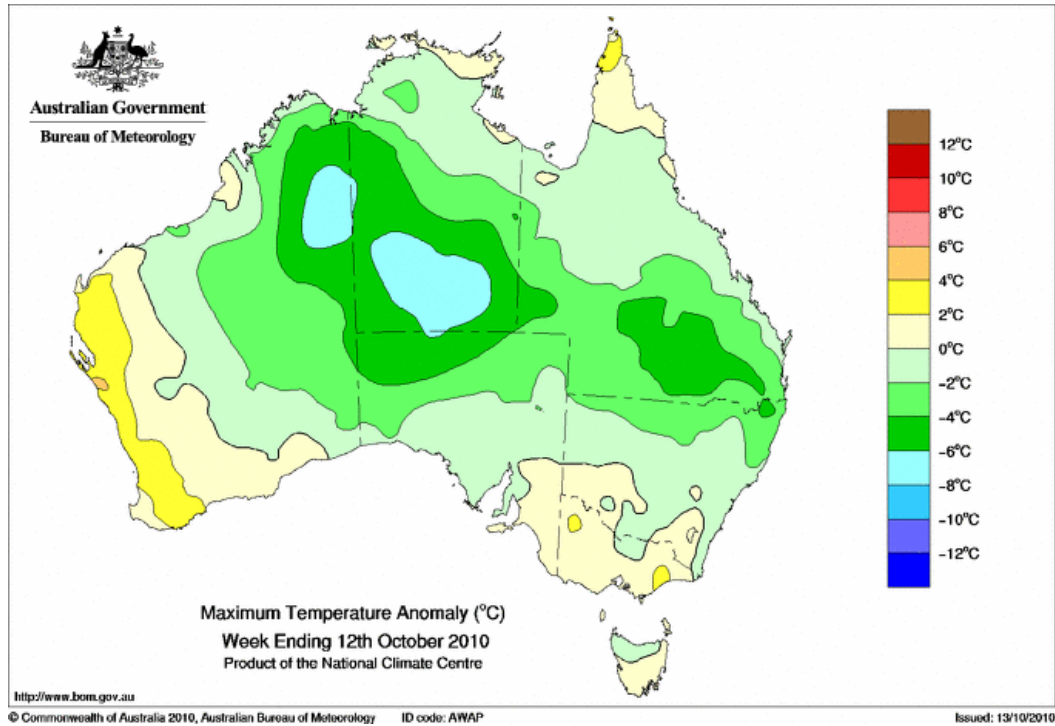 Australian Government
Bureau of Meteorology
12°C
10°C
8°C
6°C
4°C
2°C
0°C
-2°C
-4°C
-6°C
-8°C
-10°C
-12°C
Maximum Temperature Anomaly (°C)
Week Ending 12th October 2010
Product of the National Climate Centre
http://www.bom.gov.au
© Commonwealth of Australia 2010, Australian Bureau of Meteorology ID code: AWAP Issued: 13/10/2010